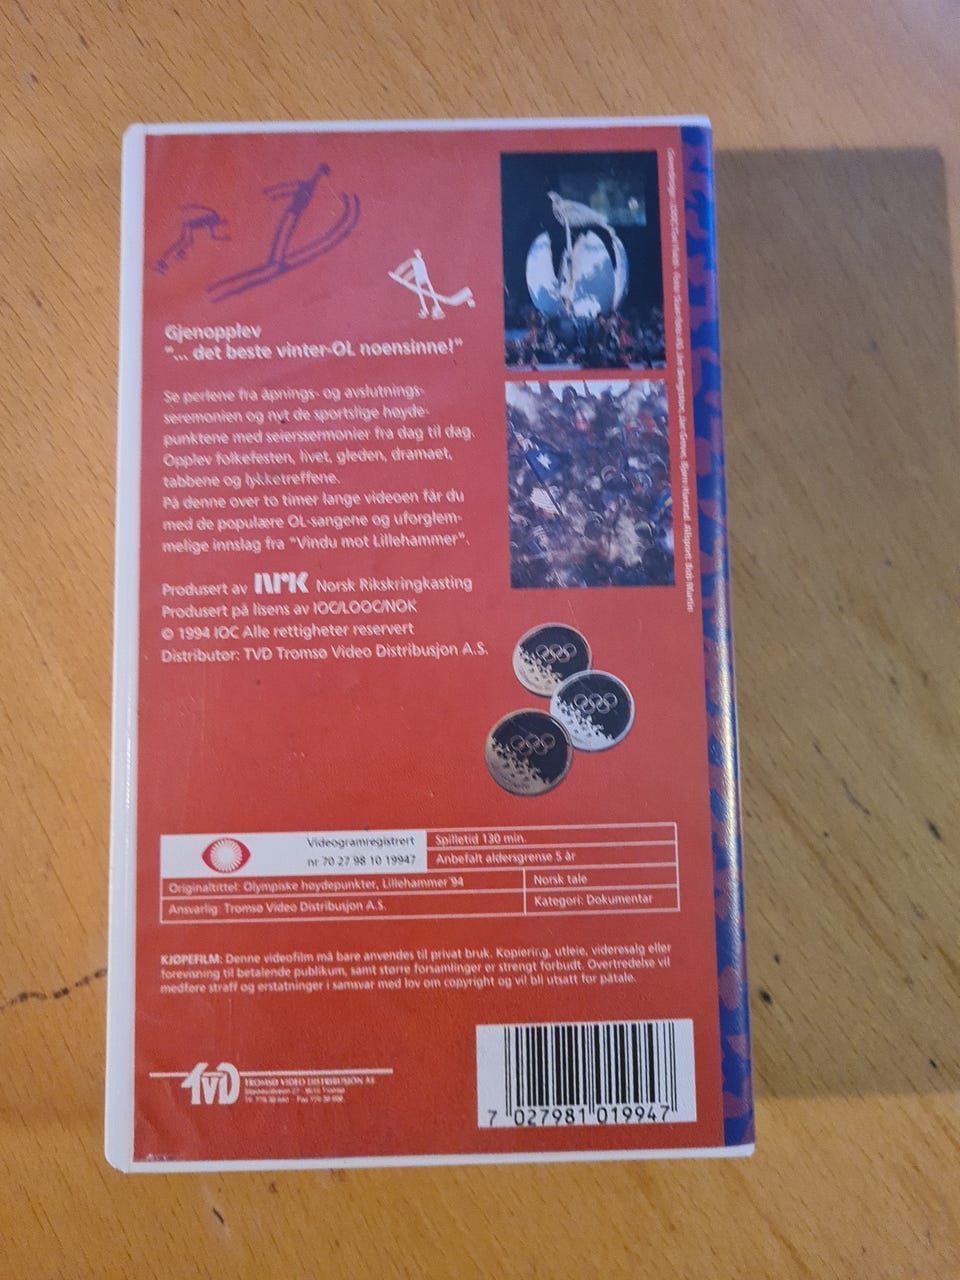 Gjenopplev
"... det beste vinter-OL noensinne!"
Se perlene fra åpnings- og avslutnings-
seremonien og nyt de sportslige høyde-
punktene med seierssermonier fra dag til dag.
Opplev folkefesten, livet, gleden, dramaet,
tabbene og lykketreffene.
På denne over to timer lange videoen får du
med de populære OL-sangene og uforglem-
melige innslag fra "Vindu mot Lillehammer".
Produsert av NRK Norsk Rikskringkasting
Produsert på lisens av IOC/LOOC/NOK
© 1994 IOC Alle rettigheter reservert
Distributør: TVD Tromsø Video Distribusjon A.S.
Videogramregistrert
nr 70 27 98 10 19947
Spilletid 130 min.
Anbefalt aldersgrense 5 år
Originaltittel: Olympiske høydepunkter, Lillehammer'94
Norsk tale
Ansvarlig: Tromsø Video Distribusjon A.S.
Kategori: Dokumentar
KJØPEFILM: Denne videofilm må bare anvendes til privat bruk. Kopiering, utleie, videresalg eller
forevisning til betalende publikum, samt større forsamlinger er strengt forbudt. Overtredelse vil
medføre straff og erstatninger i samsvar med lov om copyright og vil bli utsatt for påtale.
TVD TROMSØ VIDEO DISTRIBUSJON AS
7 027981 019947